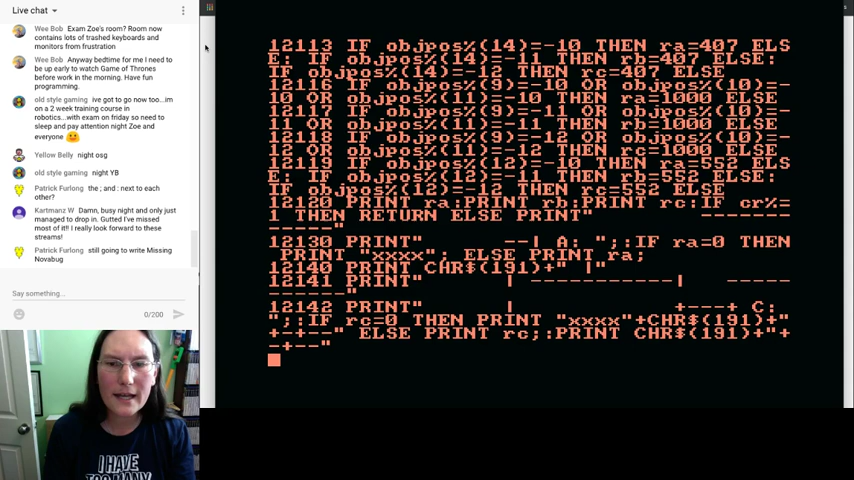 Live chat
Wee Bob Exam Zoe's room? Room now
contains lots of trashed keyboards and
monitors from frustration
Wee Bob Anyway bedtime for me I need to
be up early to watch Game of Thrones
before work in the morning. Have fun
programming.
old style gaming ive got to go now too...im
on a 2 week training course in
robotics...with exam on friday so need to
sleep and pay attention night Zoe and
everyone
Yellow Belly night osg
old style gaming night YB
Patrick Furlong the ; and : next to each
other?
Kartmanz W Damn, busy night and only just
managed to drop in. Gutted I've missed
most of it!! I really look forward to these
streams!
Patrick Furlong still going to write Missing
Novabug
Say something...
0/200
12113 IF objpos%(14)=-10 THEN ra=407 ELS
E: IF objpos%(14)=-11 THEN rb=407 ELSE:
IF objpos%(14)=-12 THEN rc=407 ELSE
12116 IF objpos%(9)=-10 OR objpos%(10)=-
10 OR objpos%(11)=-10 THEN ra=1000 ELSE
12117 IF objpos%(9)=-11 OR objpos%(10)=-
11 OR objpos%(11)=-11 THEN rb=1000 ELSE
12118 IF objpos%(9)=-12 OR objpos%(10)=-
12 OR objpos%(11)=-12 THEN rc=1000 ELSE
12119 IF objpos%(12)=-10 THEN ra=552 ELS
E: IF objpos%(12)=-11 THEN rb=552 ELSE:
IF objpos%(12)=-12 THEN rc=552 ELSE
12120 PRINT ra:PRINT rb:PRINT rc:IF cr%=
1 THEN RETURN ELSE PRINT"         -------
-----"
12130 PRINT"       --| A: ";:IF ra=0 THEN
PRINT "xxxx"; ELSE PRINT ra;
12140 PRINT CHR$(191)+" |"
12141 PRINT"       | -----------|    -----
------"
12142 PRINT"       |            +---+ C:
";:IF rc=0 THEN PRINT "xxxx"+CHR$(191)+"
+-+--" ELSE PRINT rc;:PRINT CHR$(191)+"+
-+--"
I HAVE
TOO MANY